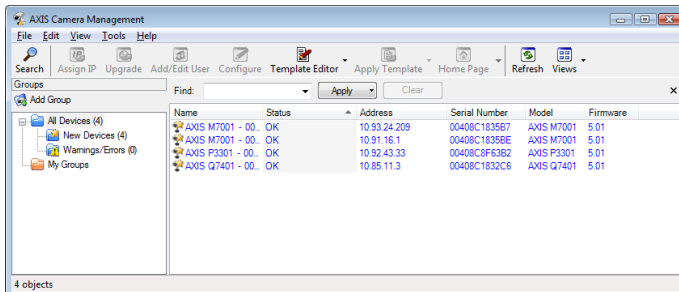 AXIS Camera Management
File Edit View Tools Help
Search Assign IP Upgrade Add/Edit User Configure Template Editor Apply Template Home Page Refresh Views
Groups
Add Group
All Devices (4)
New Devices (4)
Warnings/Errors (0)
My Groups
Find: Apply Clear
Name Status Address Serial Number Model Firmware
AXIS M7001 - 00... OK 10.93.24.209 00408C1835B7 AXIS M7001 5.01
AXIS M7001 - 00... OK 10.91.16.1 00408C1835BE AXIS M7001 5.01
AXIS P3301 - 00... OK 10.92.43.33 00408C8F63B2 AXIS P3301 5.01
AXIS Q7401 - 00... OK 10.85.11.3 00408C1832C6 AXIS Q7401 5.01
4 objects